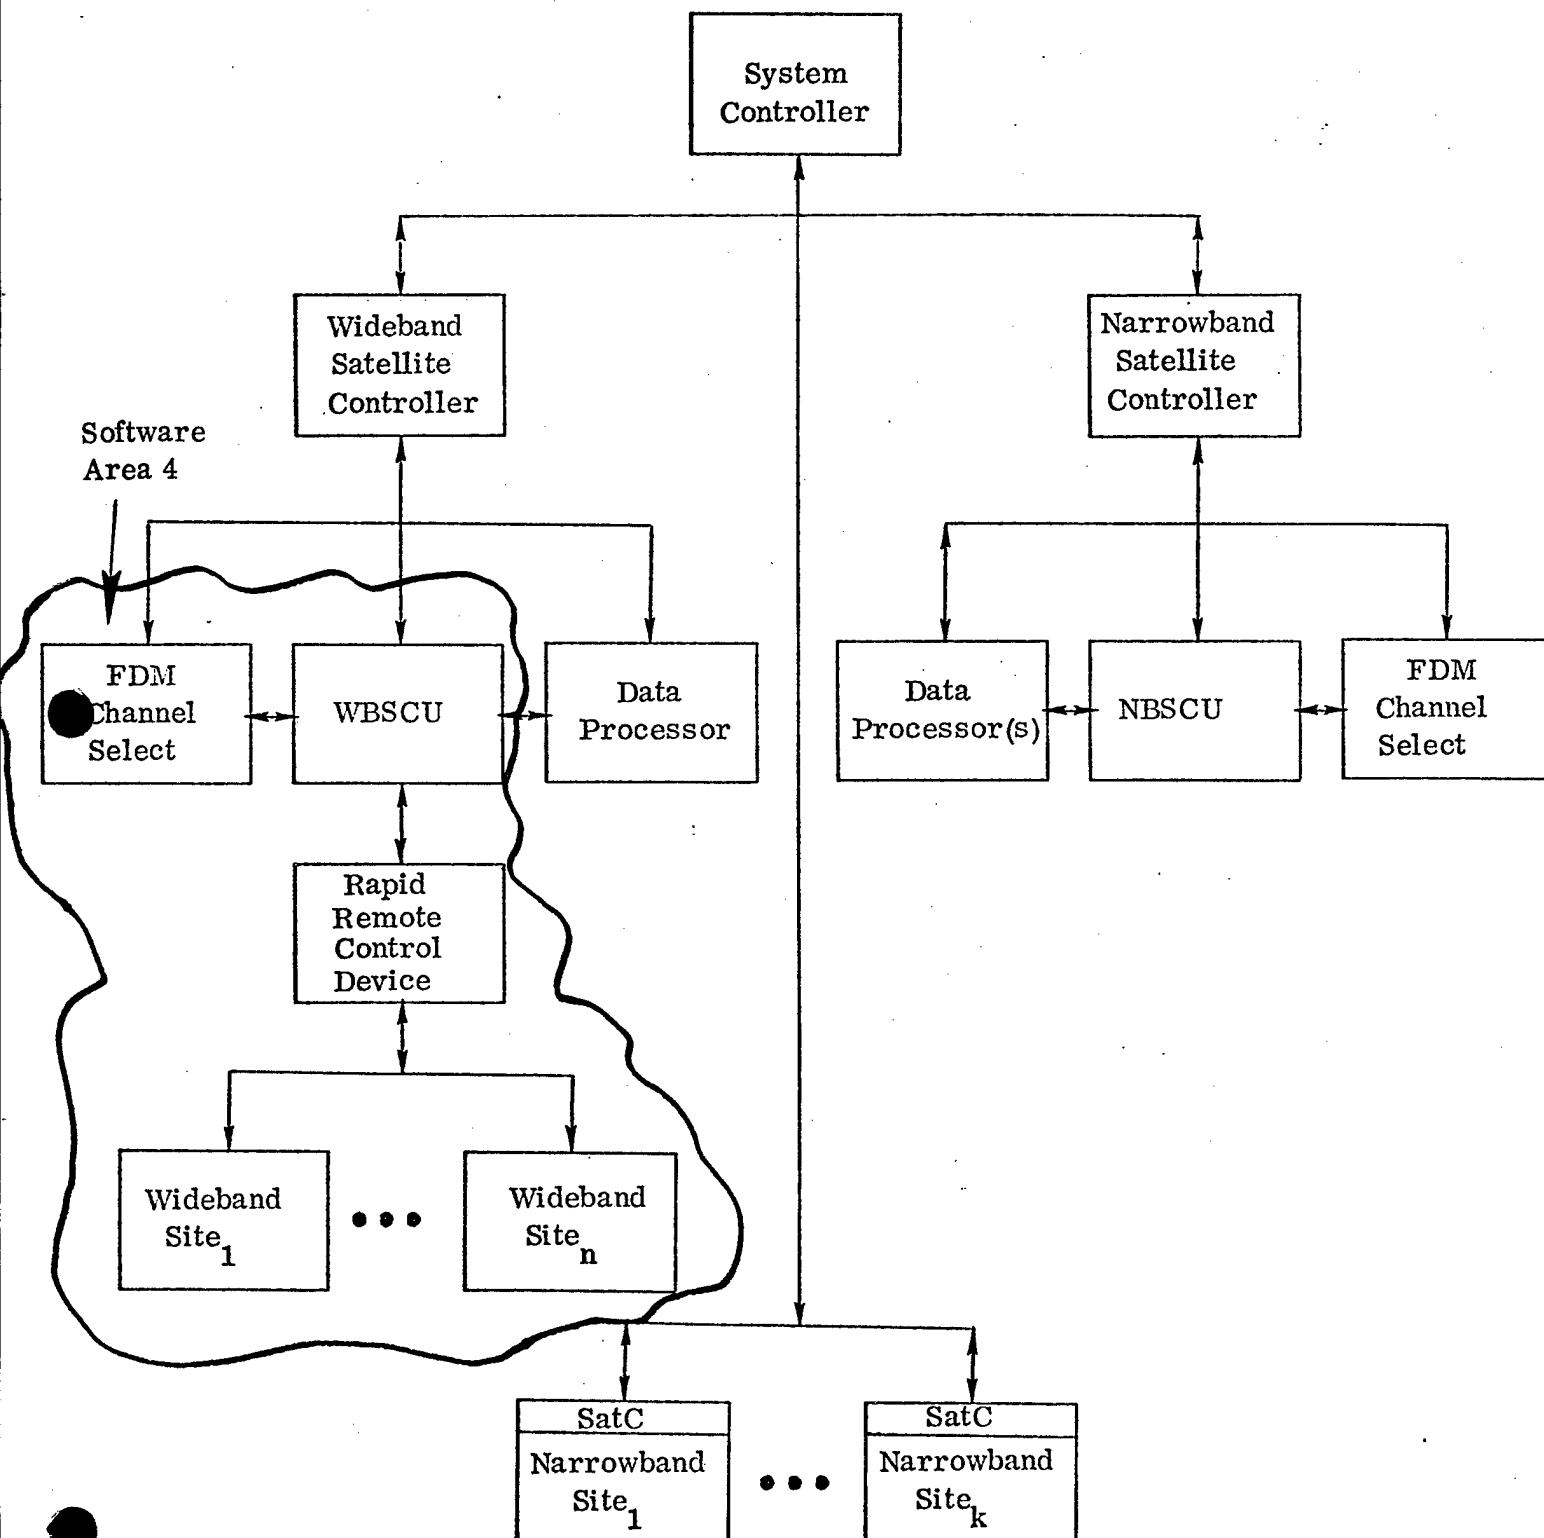 System
Controller
Wideband
Satellite
Controller
Narrowband
Satellite
Controller
Software
Area 4
FDM
Channel
Select
WBSCU
Data
Processor
Data
Processor(s)
NBSCU
FDM
Channel
Select
Rapid
Remote
Control
Device
Wideband
Site1
Wideband
Siten
SatC
Narrowband
Site1
SatC
Narrowband
Sitek